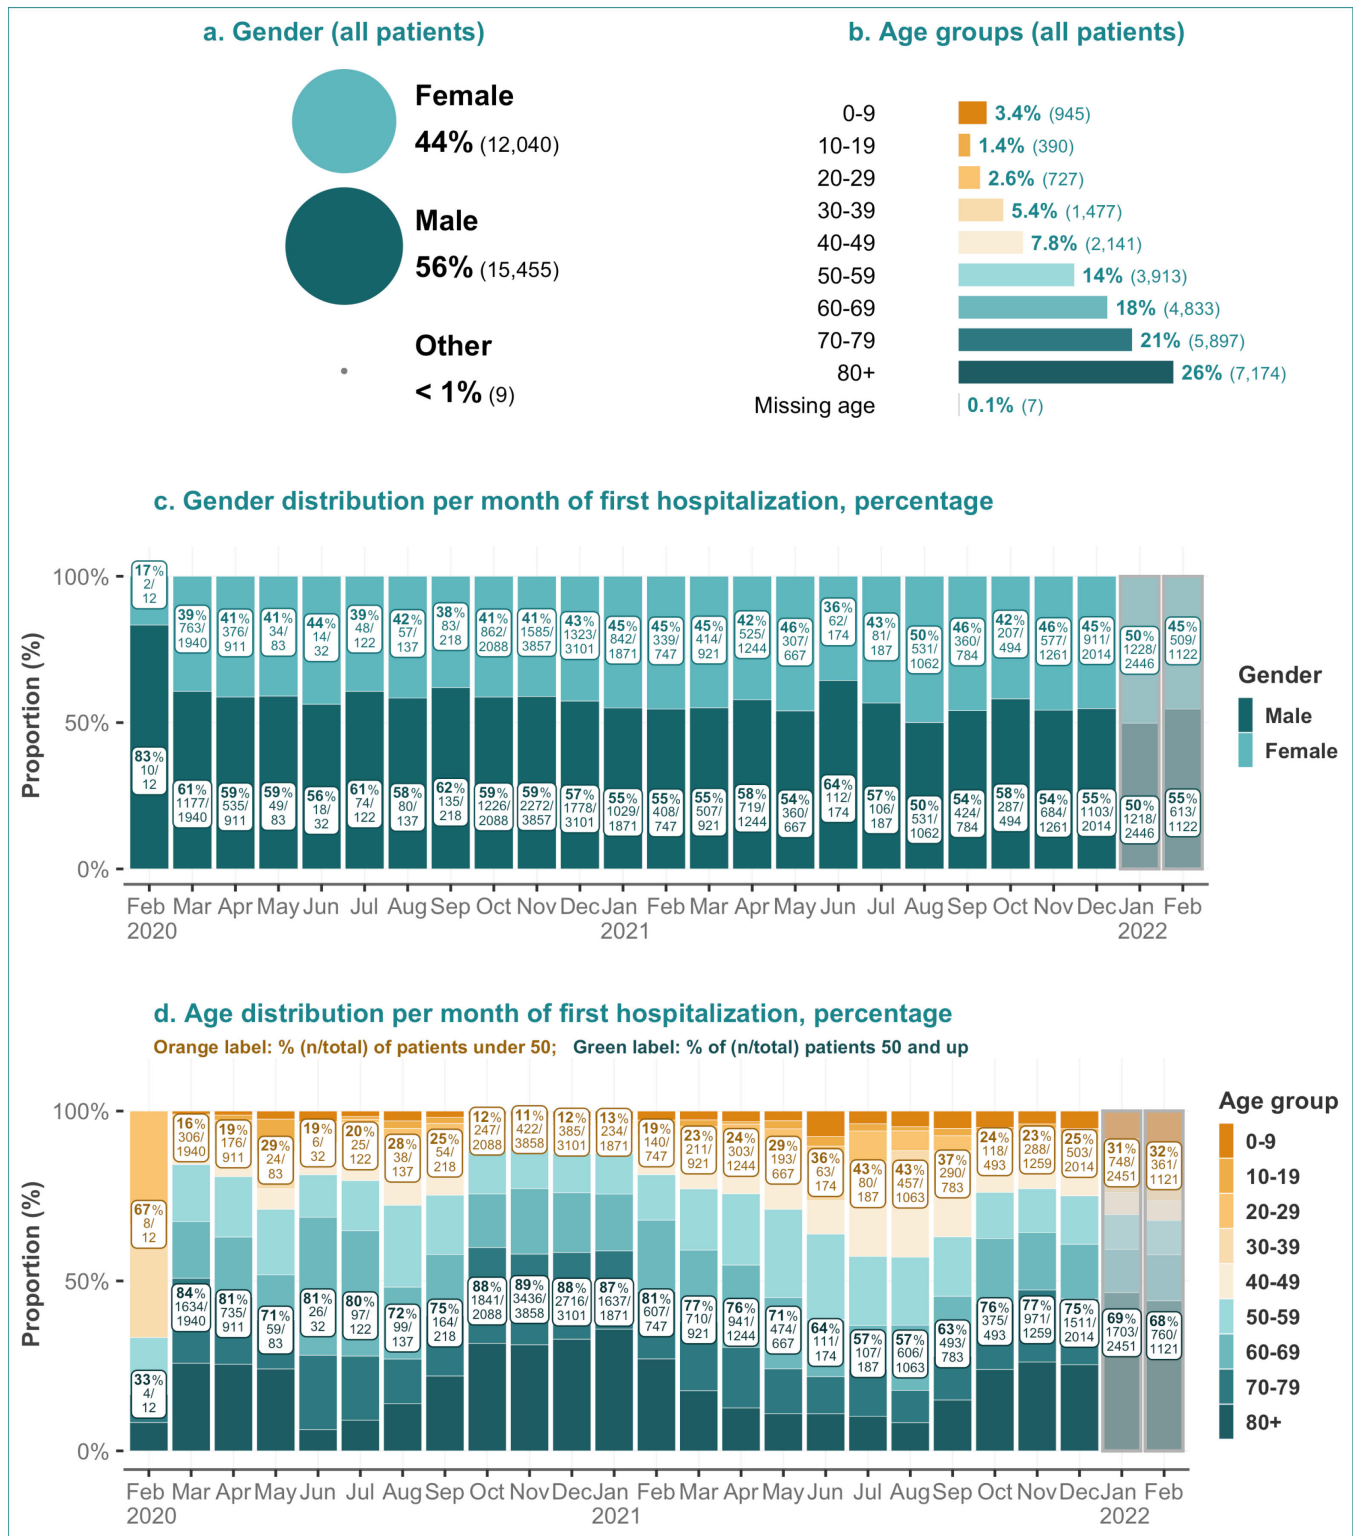 a. Gender (all patients)
Female
44% (12,040)
Male
56% (15,455)
Other
< 1% (9)
b. Age groups (all patients)
0-9 3.4% (945)
10-19 1.4% (390)
20-29 2.6% (727)
30-39 5.4% (1,477)
40-49 7.8% (2,141)
50-59 14% (3,913)
60-69 18% (4,833)
70-79 21% (5,897)
80+ 26% (7,174)
Missing age 0.1% (7)
c. Gender distribution per month of first hospitalization, percentage
Proportion (%)
100%
50%
0%
17% 2/ 12
39% 763/ 1940
41% 376/ 911
41% 34/ 83
44% 14/ 32
39% 48/ 122
42% 57/ 137
38% 83/ 218
41% 862/ 2088
41% 1585/ 3857
43% 1323/ 3101
45% 842/ 1871
45% 339/ 747
45% 414/ 921
42% 525/ 1244
46% 307/ 667
36% 62/ 174
43% 81/ 187
50% 531/ 1062
46% 360/ 784
42% 207/ 494
46% 577/ 1261
45% 911/ 2014
50% 1228/ 2446
45% 509/ 1122
83% 10/ 12
61% 1177/ 1940
59% 535/ 911
59% 49/ 83
56% 18/ 32
61% 74/ 122
58% 80/ 137
62% 135/ 218
59% 1226/ 2088
59% 2272/ 3857
57% 1778/ 3101
55% 1029/ 1871
55% 408/ 747
55% 507/ 921
58% 719/ 1244
54% 360/ 667
64% 112/ 174
57% 106/ 187
50% 531/ 1062
54% 424/ 784
58% 287/ 494
54% 684/ 1261
55% 1103/ 2014
50% 1218/ 2446
55% 613/ 1122
Feb Mar Apr May Jun Jul Aug Sep Oct Nov Dec Jan Feb Mar Apr May Jun Jul Aug Sep Oct Nov Dec Jan Feb
2020 2021 2022
Gender
Male
Female
d. Age distribution per month of first hospitalization, percentage
Orange label: % (n/total) of patients under 50; Green label: % of (n/total) patients 50 and up
Proportion (%)
100%
50%
0%
67% 8/ 12
16% 306/ 1940
19% 176/ 911
29% 24/ 83
19% 6/ 32
20% 25/ 122
28% 38/ 137
25% 54/ 218
12% 247/ 2088
11% 422/ 3858
12% 385/ 3101
13% 234/ 1871
19% 140/ 747
23% 211/ 921
24% 303/ 1244
29% 193/ 667
36% 63/ 174
43% 80/ 187
43% 457/ 1063
37% 290/ 783
24% 118/ 493
23% 288/ 1259
25% 503/ 2014
31% 748/ 2451
32% 361/ 1121
33% 4/ 12
84% 1634/ 1940
81% 735/ 911
71% 59/ 83
81% 26/ 32
80% 97/ 122
72% 99/ 137
75% 164/ 218
88% 1841/ 2088
89% 3436/ 3858
88% 2716/ 3101
87% 1637/ 1871
81% 607/ 747
77% 710/ 921
76% 941/ 1244
71% 474/ 667
64% 111/ 174
57% 107/ 187
57% 606/ 1063
63% 493/ 783
76% 375/ 493
77% 971/ 1259
75% 1511/ 2014
69% 1703/ 2451
68% 760/ 1121
Feb Mar Apr May Jun Jul Aug Sep Oct Nov Dec Jan Feb Mar Apr May Jun Jul Aug Sep Oct Nov Dec Jan Feb
2020 2021 2022
Age group
0-9
10-19
20-29
30-39
40-49
50-59
60-69
70-79
80+